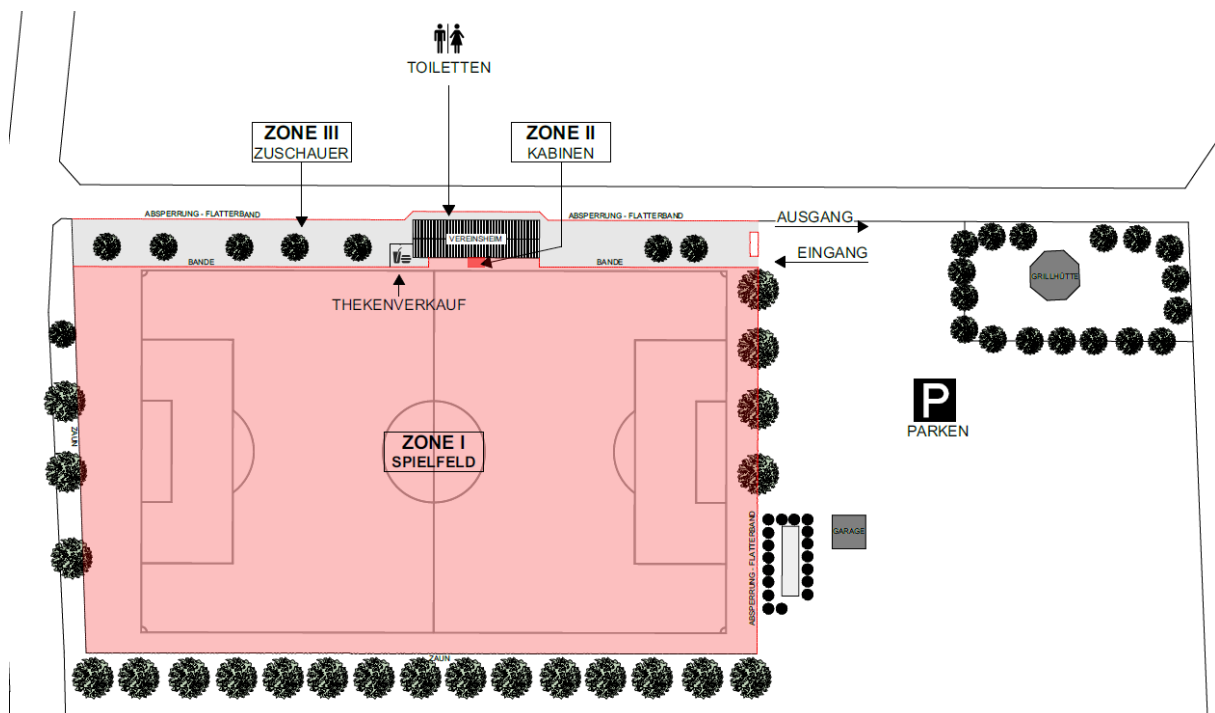 TOILETTEN
ZONE III
ZUSCHAUER
ZONE II
KABINEN
ABSPERRUNG - FLATTERBAND
ABSPERRUNG - FLATTERBAND
AUSGANG
VEREINSHEIM
EINGANG
BANDE
BANDE
GRILLHÜTTE
THEKENVERKAUF
P
PARKEN
ZAUN
ZONE I
SPIELFELD
ABSPERRUNG - FLATTERBAND
GARAGE
ZAUN